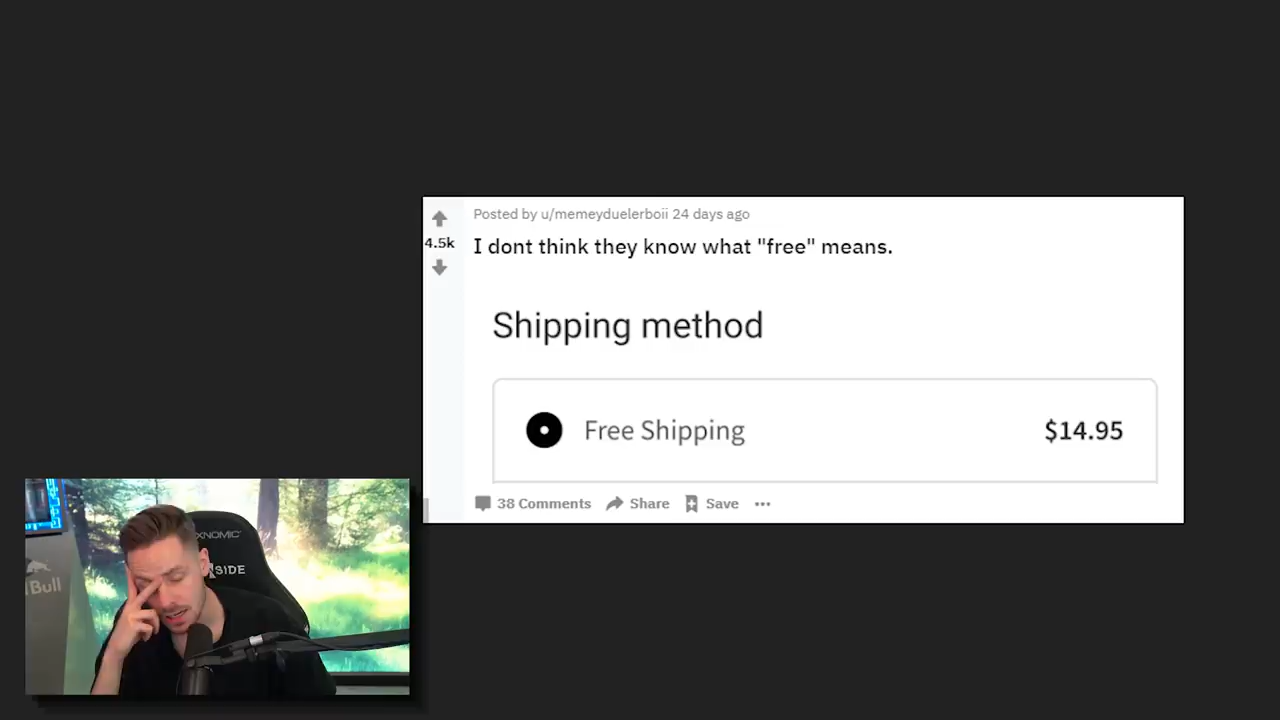 Posted by u/memeyduelerboii 24 days ago
4.5k
I dont think they know what "free" means.
Shipping method
Free Shipping $14.95
38 Comments Share Save
XNOMIC
SIDE
Bull